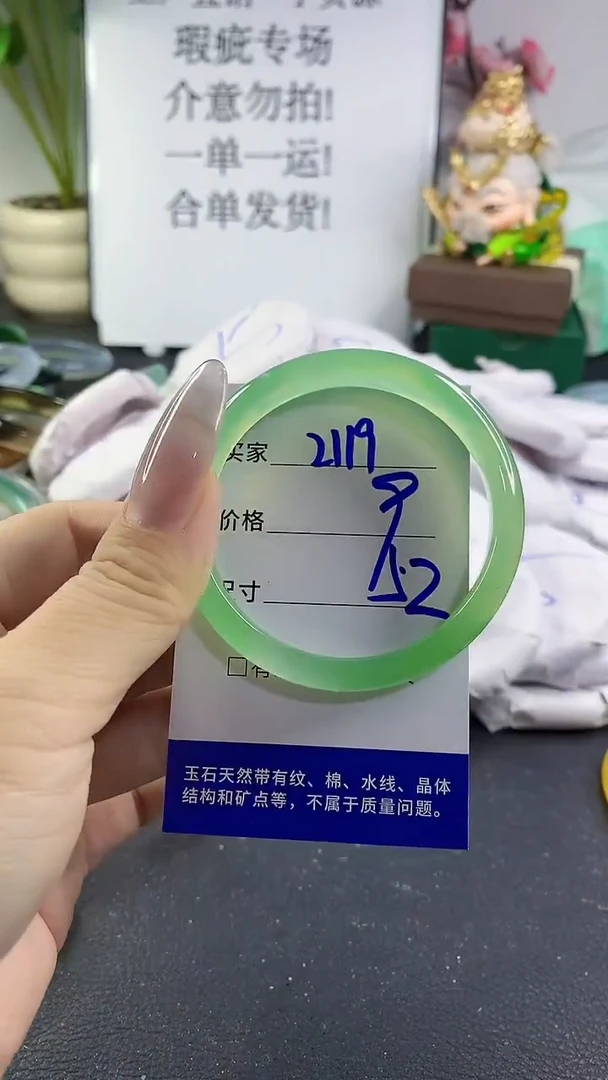 瑕疵专场
介意勿拍!
一单一运!
合单发货!
买家 2119
价格
尺寸 52
玉石天然带有纹、棉、水线、晶体
结构和矿点等，不属于质量问题。